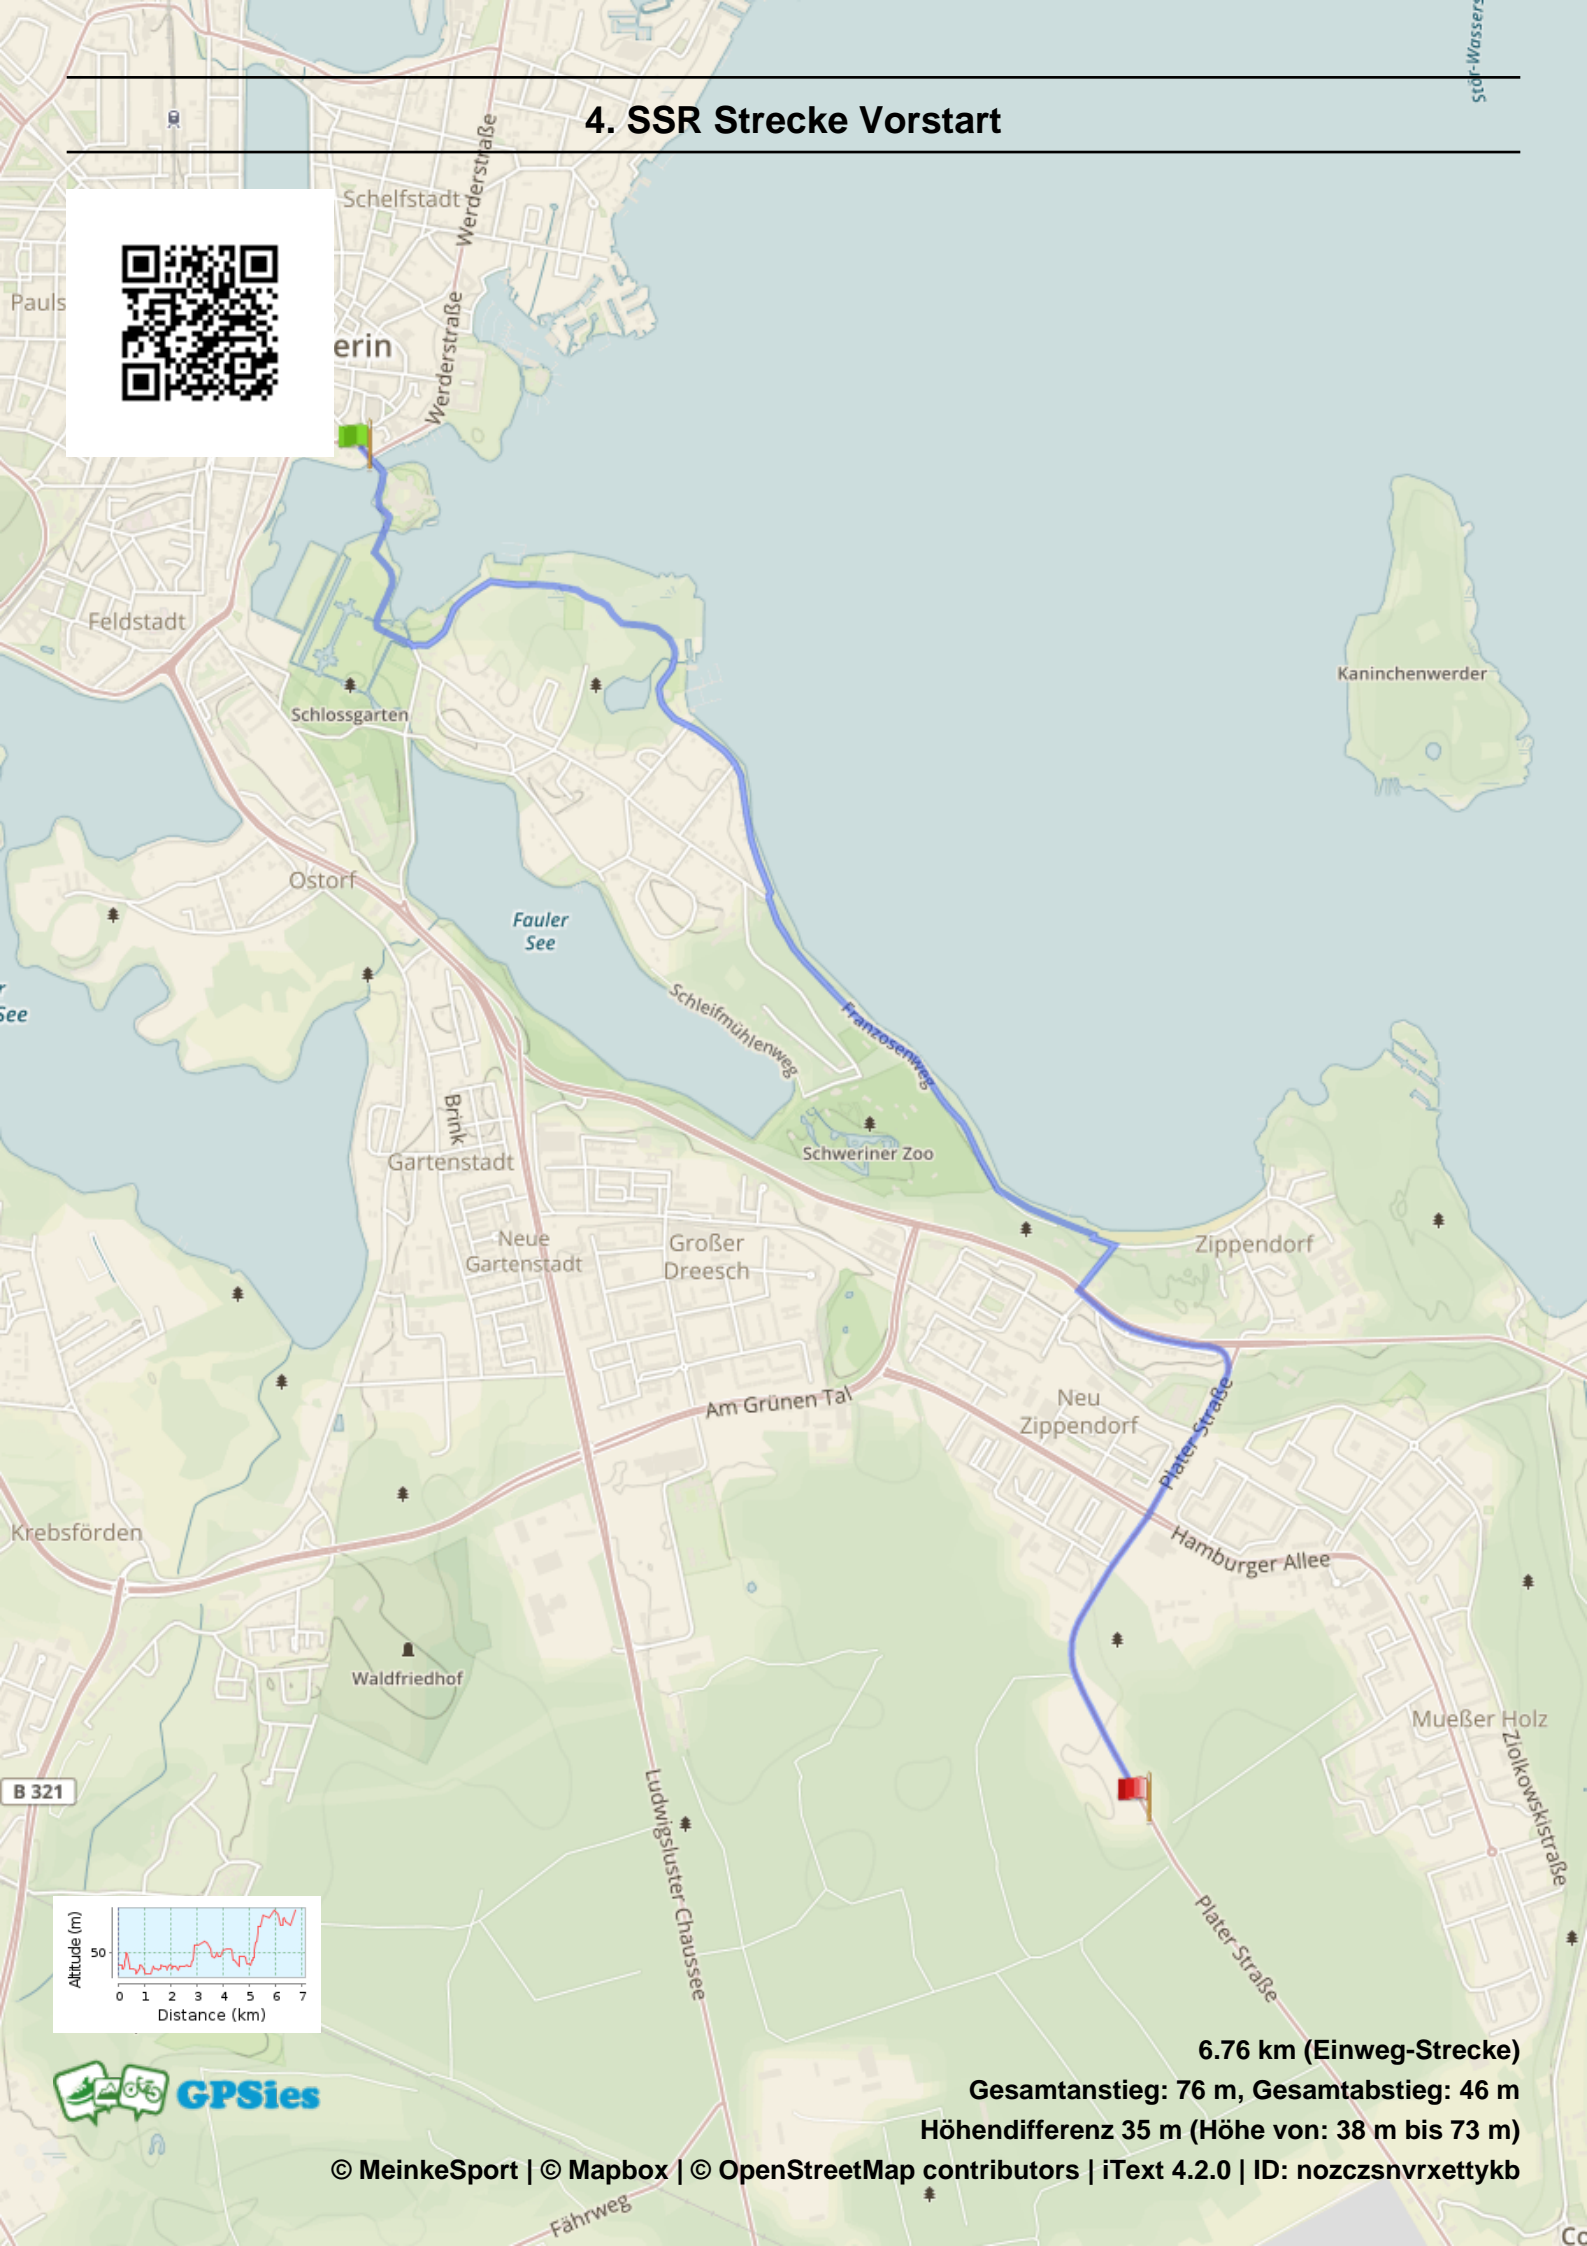 Stör-Wassers
4. SSR Strecke Vorstart
Werderstraße
Schelfstadt
Pauls
Werderstraße
erin
Feldstadt
Kaninchenwerder
Schlossgarten
Ostorf
Fauler
See
r
See
Schleifmühlenweg
Franzosenweg
Brink
Schweriner Zoo
Gartenstadt
Neue
Gartenstadt
Großer
Dreesch
Zippendorf
Am Grünen Tal
Neu
Zippendorf
Plater Straße
Krebsförden
Hamburger Allee
Waldfriedhof
Mueßer Holz
Ziolkowskistraße
B 321
Ludwigsluster Chaussee
Plater Straße
Altitude (m)
50
0 1 2 3 4 5 6 7
Distance (km)
GPSies
6.76 km (Einweg-Strecke)
Gesamtanstieg: 76 m, Gesamtabstieg: 46 m
Höhendifferenz 35 m (Höhe von: 38 m bis 73 m)
© MeinkeSport | © Mapbox | © OpenStreetMap contributors | iText 4.2.0 | ID: nozczsnvrxettykb
Fährweg
Co